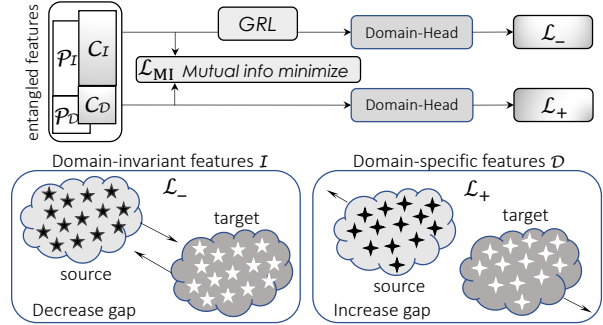 entangled features
𝒫_I
C_I
𝒫_𝒟
C_𝒟
GRL
Domain-Head
ℒ_−
ℒ_MI Mutual info minimize
Domain-Head
ℒ_+
Domain-invariant features I
Domain-specific features 𝒟
ℒ_−
target
source
Decrease gap
ℒ_+
target
source
Increase gap